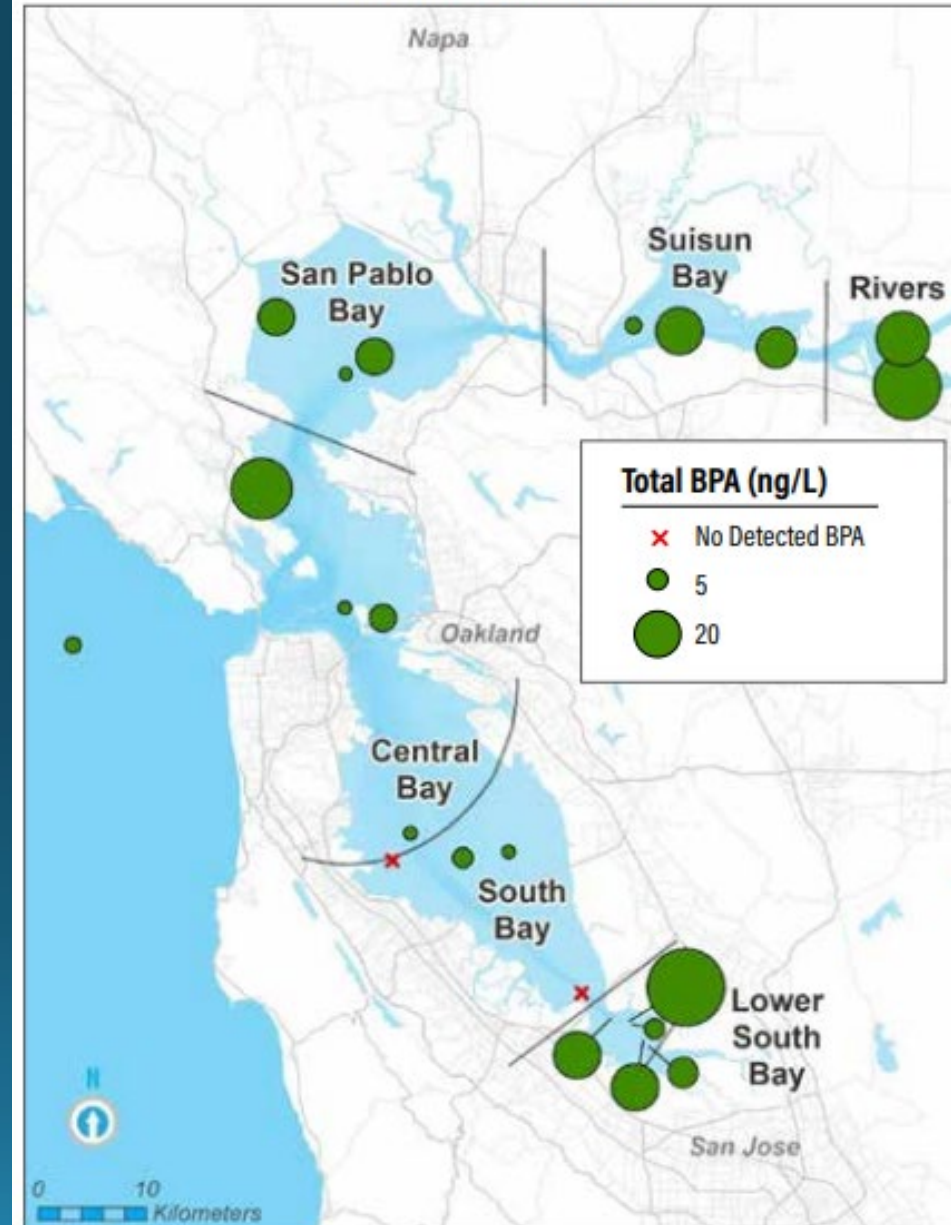 Napa
Suisun
Bay
San Pablo
Bay
Rivers
Total BPA (ng/L)
No Detected BPA
5
20
Oakland
Central
Bay
South
Bay
Lower
South
Bay
N
San Jose
0 10
Kilometers